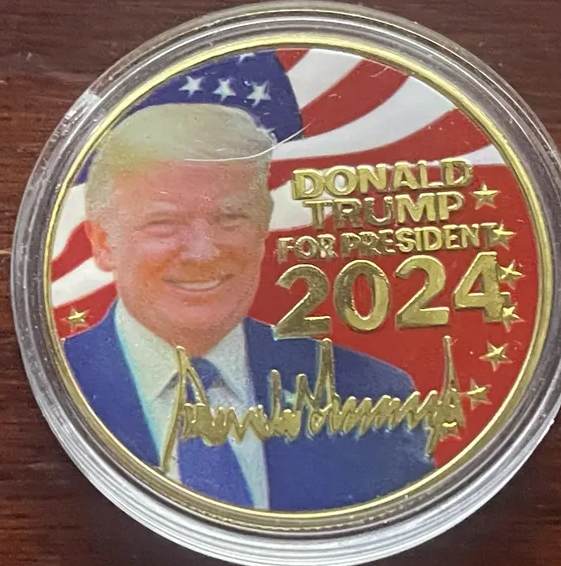 DONALD
TRUMP
FOR PRESIDENT
2024